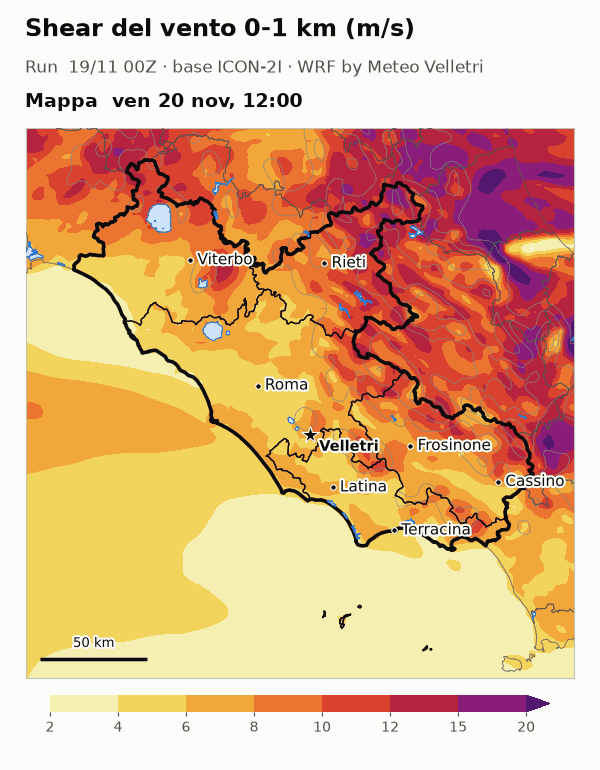 Shear del vento 0-1 km (m/s)
Run  19/11 00Z · base ICON-2I · WRF by Meteo Velletri
Mappa  ven 20 nov, 12:00
Viterbo
Rieti
Roma
Velletri
Frosinone
Cassino
Latina
Terracina
50 km
2 4 6 8 10 12 15 20